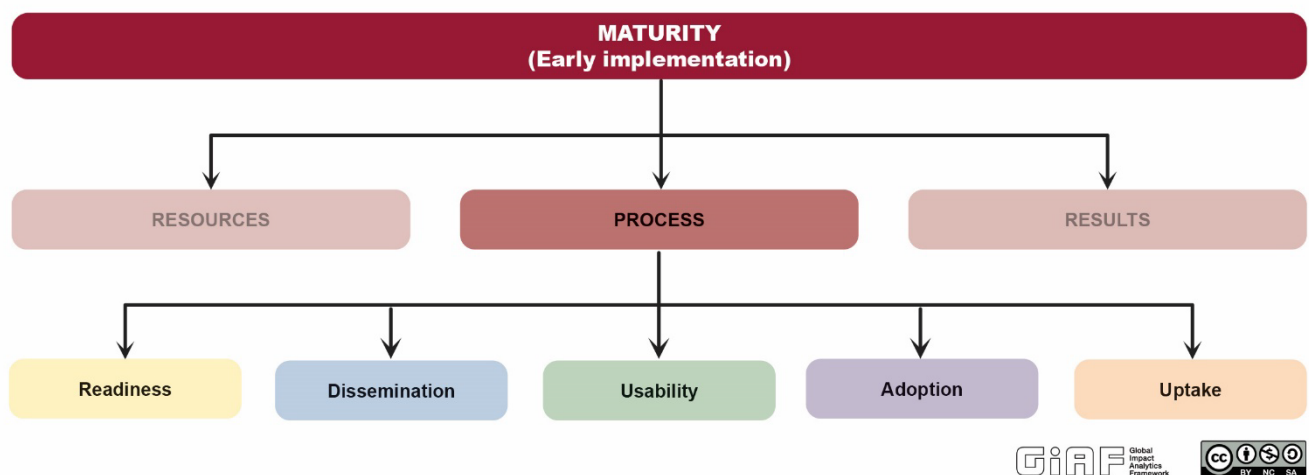 MATURITY
(Early implementation)
RESOURCES
PROCESS
RESULTS
Readiness
Dissemination
Usability
Adoption
Uptake
GiAF
Global
Impact
Analytics
Framework
cc
BY NC SA